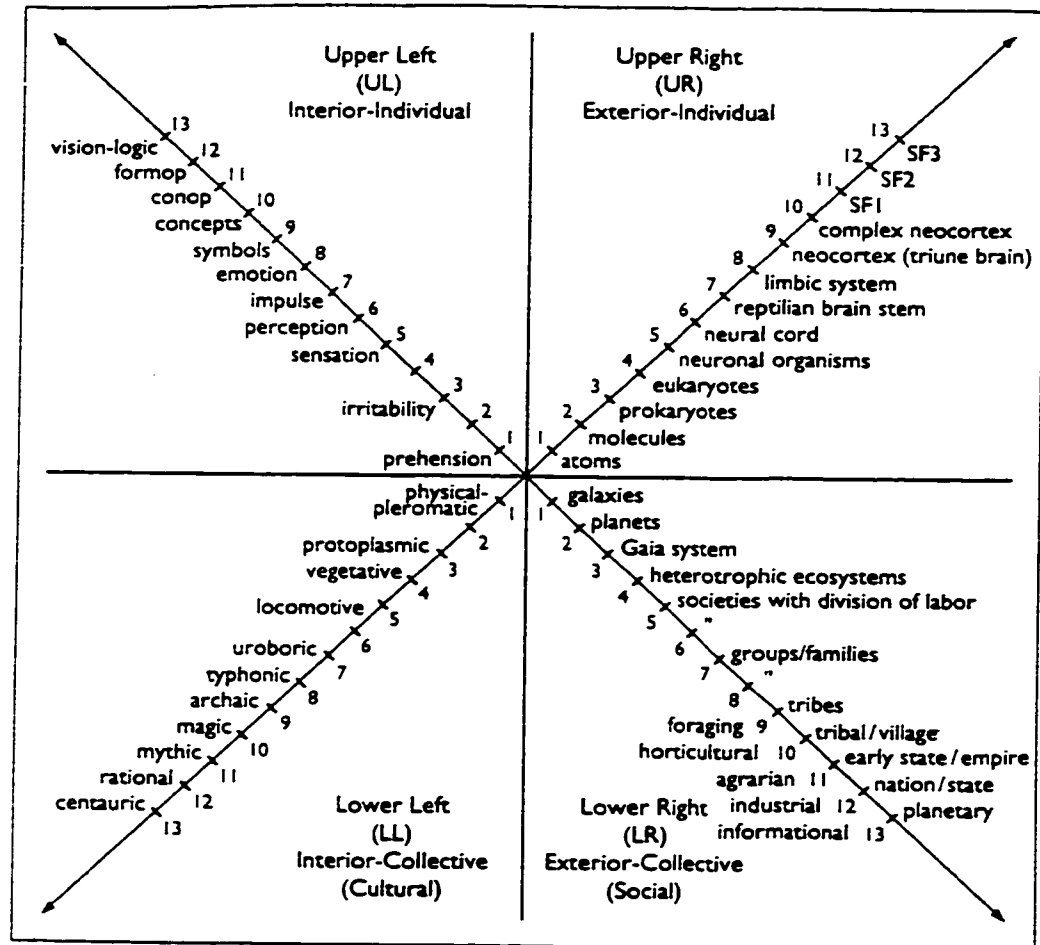 Upper Left
(UL)
Interior-Individual
13
vision-logic
12
formop
11
conop
10
concepts
9
symbols
8
emotion
7
impulse
6
perception
5
sensation
4
3
irritability
2
1
prehension
Upper Right
(UR)
Exterior-Individual
13
SF3
12
SF2
11
SF1
10
complex neocortex
9
neocortex (triune brain)
8
limbic system
7
reptilian brain stem
6
neural cord
5
neuronal organisms
4
eukaryotes
3
prokaryotes
2
molecules
1
atoms
physical-
pleromatic
1
2
protoplasmic
3
vegetative
4
locomotive
5
6
uroboric
7
typhonic
8
archaic
9
magic
10
mythic
11
rational
12
centauric
13
Lower Left
(LL)
Interior-Collective
(Cultural)
galaxies
1
planets
2
Gaia system
3
heterotrophic ecosystems
4
societies with division of labor
5
"
6
groups/families
7
"
8
tribes
foraging 9
tribal/village
horticultural 10
early state/empire
agrarian 11
nation/state
industrial 12
planetary
informational 13
Lower Right
(LR)
Exterior-Collective
(Social)